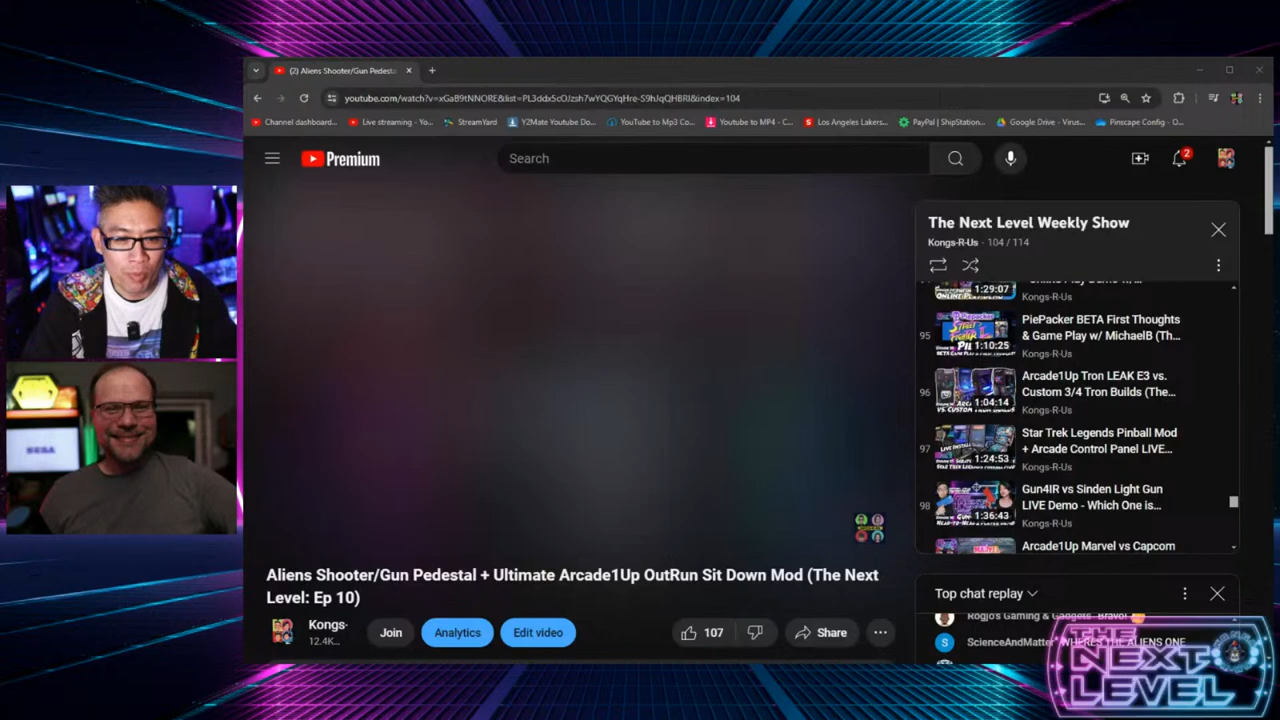 (2) Aliens Shooter/Gun Pedesta
youtube.com/watch?v=xGaB9tNNORE&list=PL3ddx5cOJzsh7wYQGYqHre-S9hJqQHBRI&index=104
Channel dashboard...
Live streaming - Yo...
StreamYard
Y2Mate Youtube Do...
YouTube to Mp3 Co...
Youtube to MP4 - C...
Los Angeles Lakers...
PayPal | ShipStation...
Google Drive - Virus...
Pinscape Config - O...
Premium
Search
2
The Next Level Weekly Show
Kongs-R-Us - 104 / 114
1:29:07
Kongs-R-Us
95
1:10:25
PiePacker BETA First Thoughts
& Game Play w/ MichaelB (Th...
Kongs-R-Us
96
1:04:14
Arcade1Up Tron LEAK E3 vs.
Custom 3/4 Tron Builds (The...
Kongs-R-Us
97
1:24:53
Star Trek Legends Pinball Mod
+ Arcade Control Panel LIVE...
Kongs-R-Us
98
1:36:43
Gun4IR vs Sinden Light Gun
LIVE Demo - Which One is...
Kongs-R-Us
Arcade1Up Marvel vs Capcom
SEGA
Aliens Shooter/Gun Pedestal + Ultimate Arcade1Up OutRun Sit Down Mod (The Next
Level: Ep 10)
Kongs-
12.4K...
Join
Analytics
Edit video
107
Share
Top chat replay
Rogjo's Gaming & Gadgets Bravo!
S
ScienceAndMatter WHERES THE ALIENS ONE
THE
NEXT
LEVEL